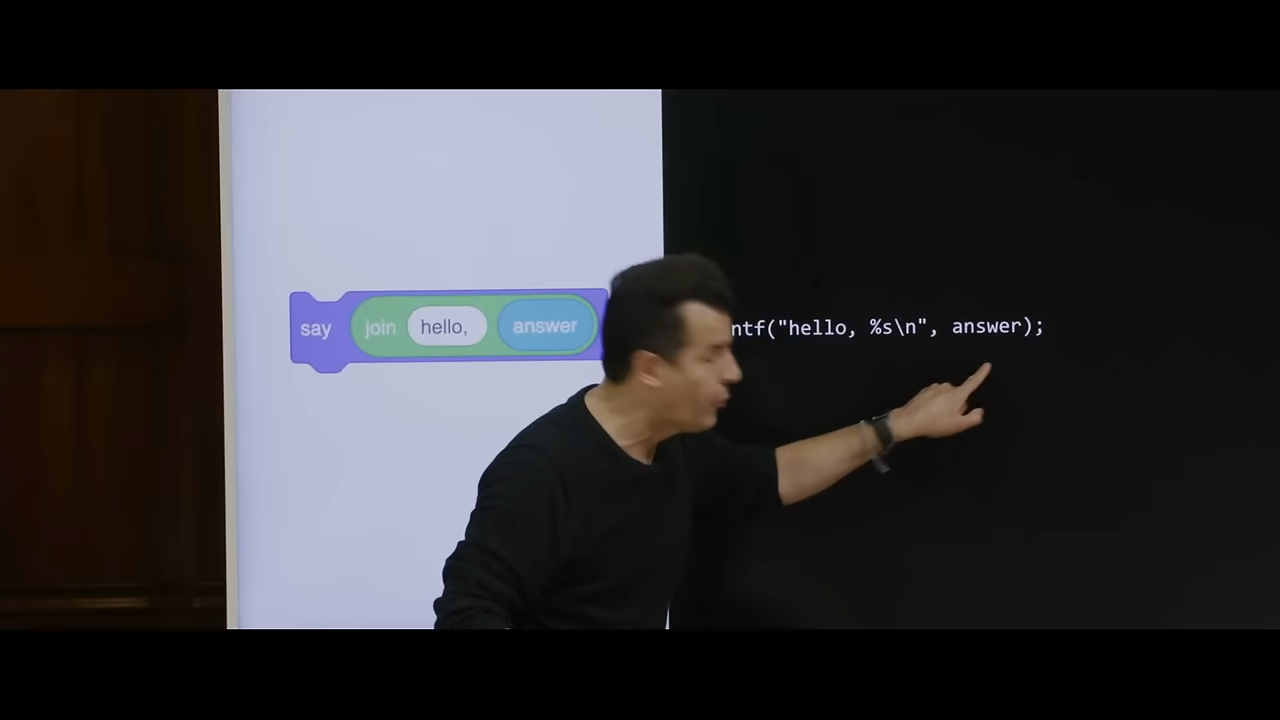 say join hello, answer
ntf("hello, %s\n", answer);